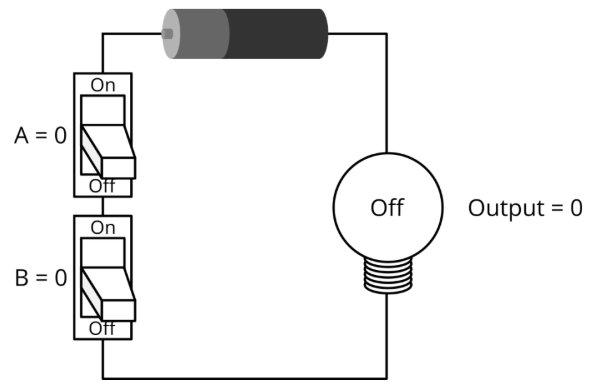 On
A = 0
Off
On
B = 0
Off
Off
Output = 0